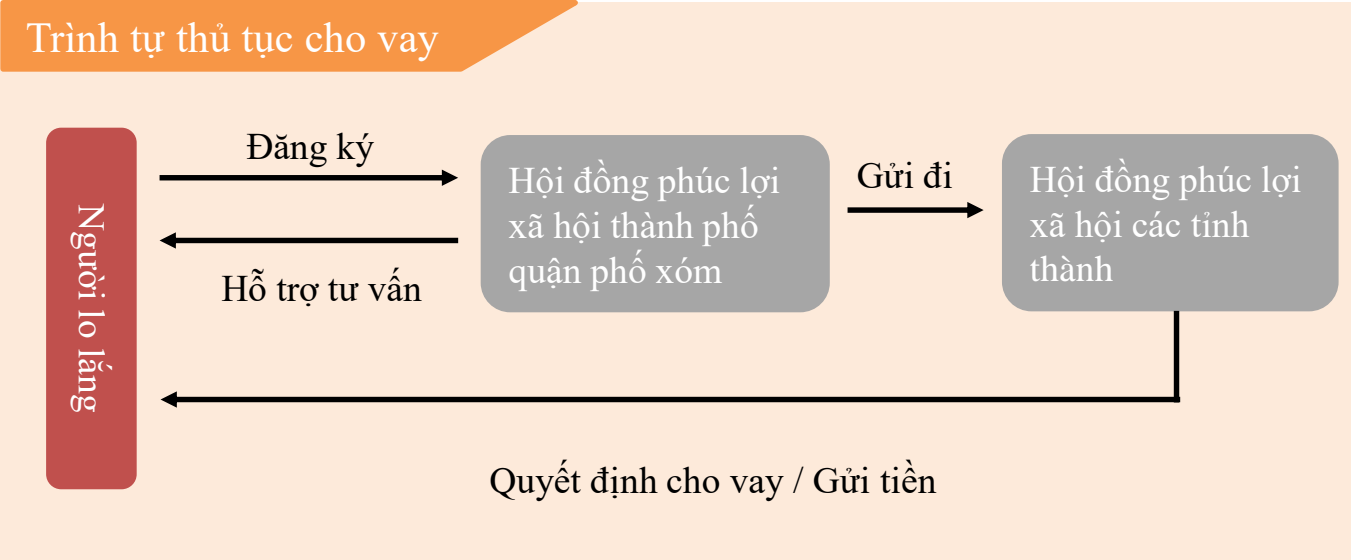 Trình tự thủ tục cho vay
Người lo lắng
Đăng ký
Hỗ trợ tư vấn
Hội đồng phúc lợi
xã hội thành phố
quận phố xóm
Gửi đi
Hội đồng phúc lợi
xã hội các tỉnh
thành
Quyết định cho vay / Gửi tiền